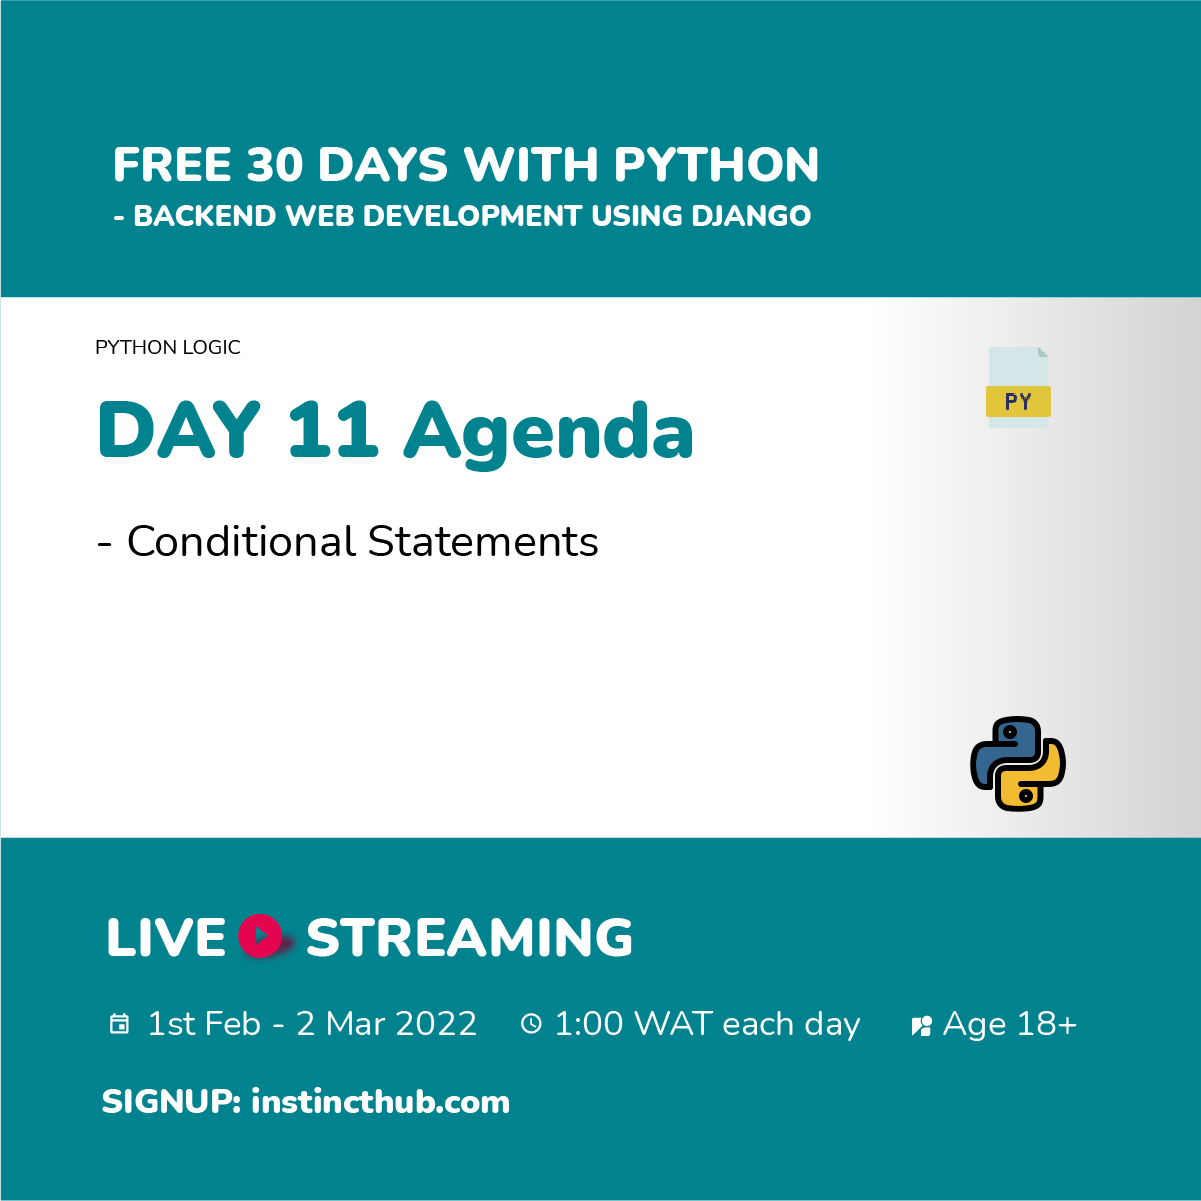 FREE 30 DAYS WITH PYTHON
- BACKEND WEB DEVELOPMENT USING DJANGO
PYTHON LOGIC
PY
DAY 11 Agenda
- Conditional Statements
LIVE STREAMING
1st Feb - 2 Mar 2022 1:00 WAT each day Age 18+
SIGNUP: instincthub.com